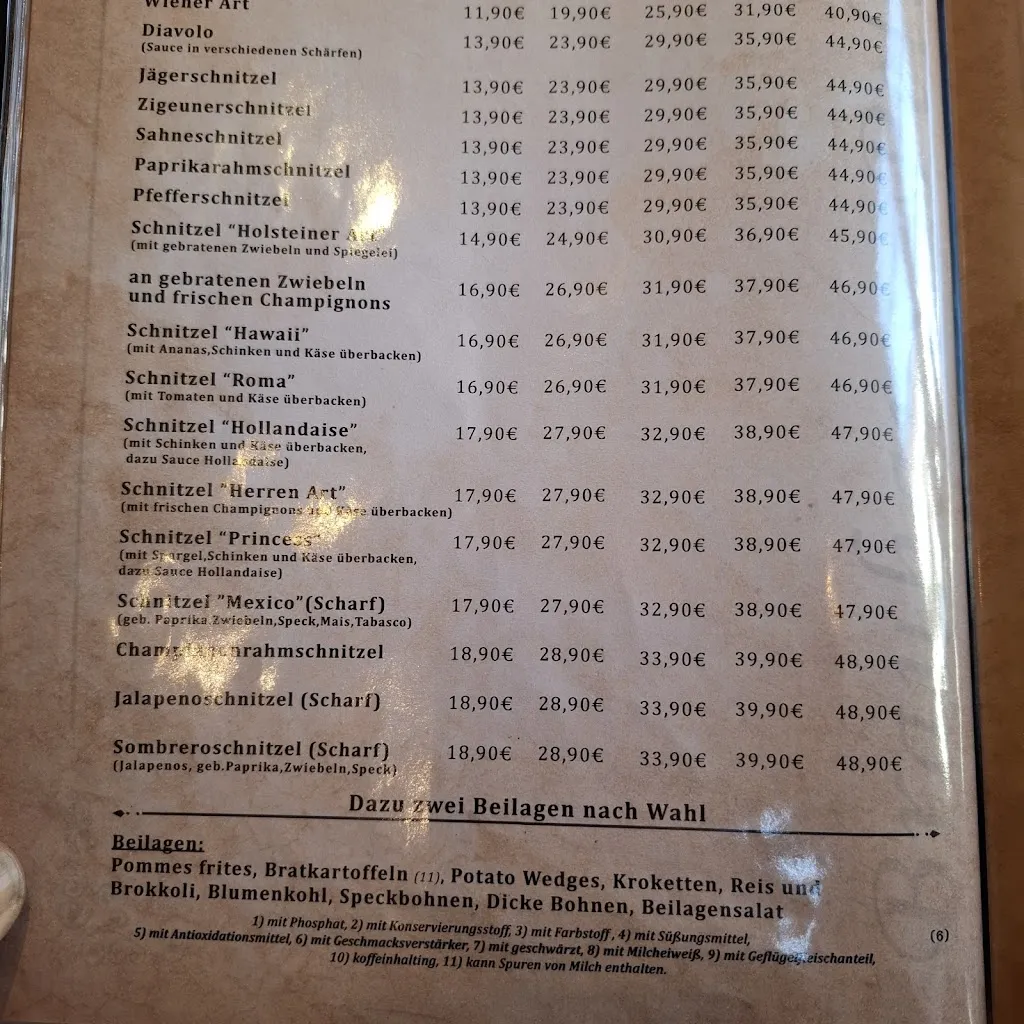 Wiener Art 11,90€ 19,90€ 25,90€ 31,90€ 40,90€
Diavolo 13,90€ 23,90€ 29,90€ 35,90€ 44,90€
(Sauce in verschiedenen Schärfen)
Jägerschnitzel 13,90€ 23,90€ 29,90€ 35,90€ 44,90€
Zigeunerschnitzel 13,90€ 23,90€ 29,90€ 35,90€ 44,90€
Sahneschnitzel 13,90€ 23,90€ 29,90€ 35,90€ 44,90€
Paprikarahmschnitzel 13,90€ 23,90€ 29,90€ 35,90€ 44,90€
Pfefferschnitzel 13,90€ 23,90€ 29,90€ 35,90€ 44,90€
Schnitzel “Holsteiner Art” 14,90€ 24,90€ 30,90€ 36,90€ 45,90€
(mit gebratenen Zwiebeln und Spiegelei)
an gebratenen Zwiebeln
und frischen Champignons 16,90€ 26,90€ 31,90€ 37,90€ 46,90€
Schnitzel “Hawaii” 16,90€ 26,90€ 31,90€ 37,90€ 46,90€
(mit Ananas,Schinken und Käse überbacken)
Schnitzel “Roma” 16,90€ 26,90€ 31,90€ 37,90€ 46,90€
(mit Tomaten und Käse überbacken)
Schnitzel “Hollandaise” 17,90€ 27,90€ 32,90€ 38,90€ 47,90€
(mit Schinken und Käse überbacken,
dazu Sauce Hollandaise)
Schnitzel “Herren Art” 17,90€ 27,90€ 32,90€ 38,90€ 47,90€
(mit frischen Champignons und Käse überbacken)
Schnitzel “Princess” 17,90€ 27,90€ 32,90€ 38,90€ 47,90€
(mit Spargel,Schinken und Käse überbacken,
dazu Sauce Hollandaise)
Schnitzel ”Mexico”(Scharf) 17,90€ 27,90€ 32,90€ 38,90€ 47,90€
(geb. Paprika,Zwiebeln,Speck,Mais,Tabasco)
Champignonrahmschnitzel 18,90€ 28,90€ 33,90€ 39,90€ 48,90€
Jalapenoschnitzel (Scharf) 18,90€ 28,90€ 33,90€ 39,90€ 48,90€
Sombreroschnitzel (Scharf) 18,90€ 28,90€ 33,90€ 39,90€ 48,90€
(Jalapenos, geb.Paprika,Zwiebeln,Speck)
Dazu zwei Beilagen nach Wahl
Beilagen:
Pommes frites, Bratkartoffeln (11), Potato Wedges, Kroketten, Reis und
Brokkoli, Blumenkohl, Speckbohnen, Dicke Bohnen, Beilagensalat
1) mit Phosphat, 2) mit Konservierungsstoff, 3) mit Farbstoff, 4) mit Süßungsmittel,
5) mit Antioxidationsmittel, 6) mit Geschmacksverstärker, 7) mit geschwärzt, 8) mit Milcheiweiß, 9) mit Geflügelfleischanteil,
10) koffeinhalting, 11) kann Spuren von Milch enthalten.
(6)